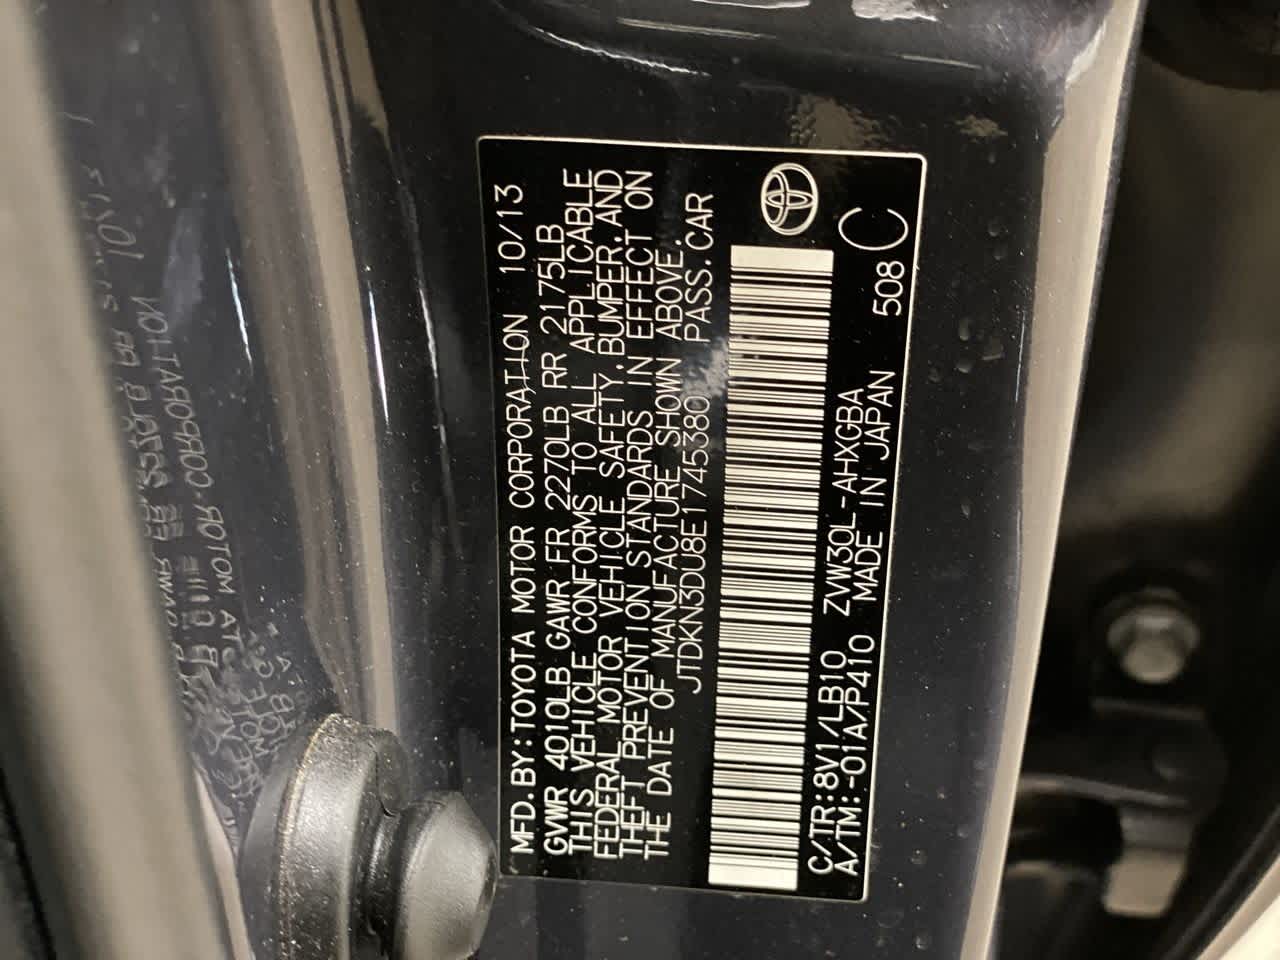 MFD.BY:TOYOTA MOTOR CORPORATION 10/13
GVWR 4010LB GAWR FR 2270LB RR 2175LB
THIS VEHICLE CONFORMS TO ALL APPLICABLE
FEDERAL MOTOR VEHICLE SAFETY,BUMPER,AND
THEFT PREVENTION STANDARDS IN EFFECT ON
THE DATE OF MANUFACTURE SHOWN ABOVE.
JTDKN3DU8E1745380 PASS.CAR
C/TR:8V1/LB10 ZVW30L-AHXGBA
A/TM:-01A/P410 MADE IN JAPAN 508 C